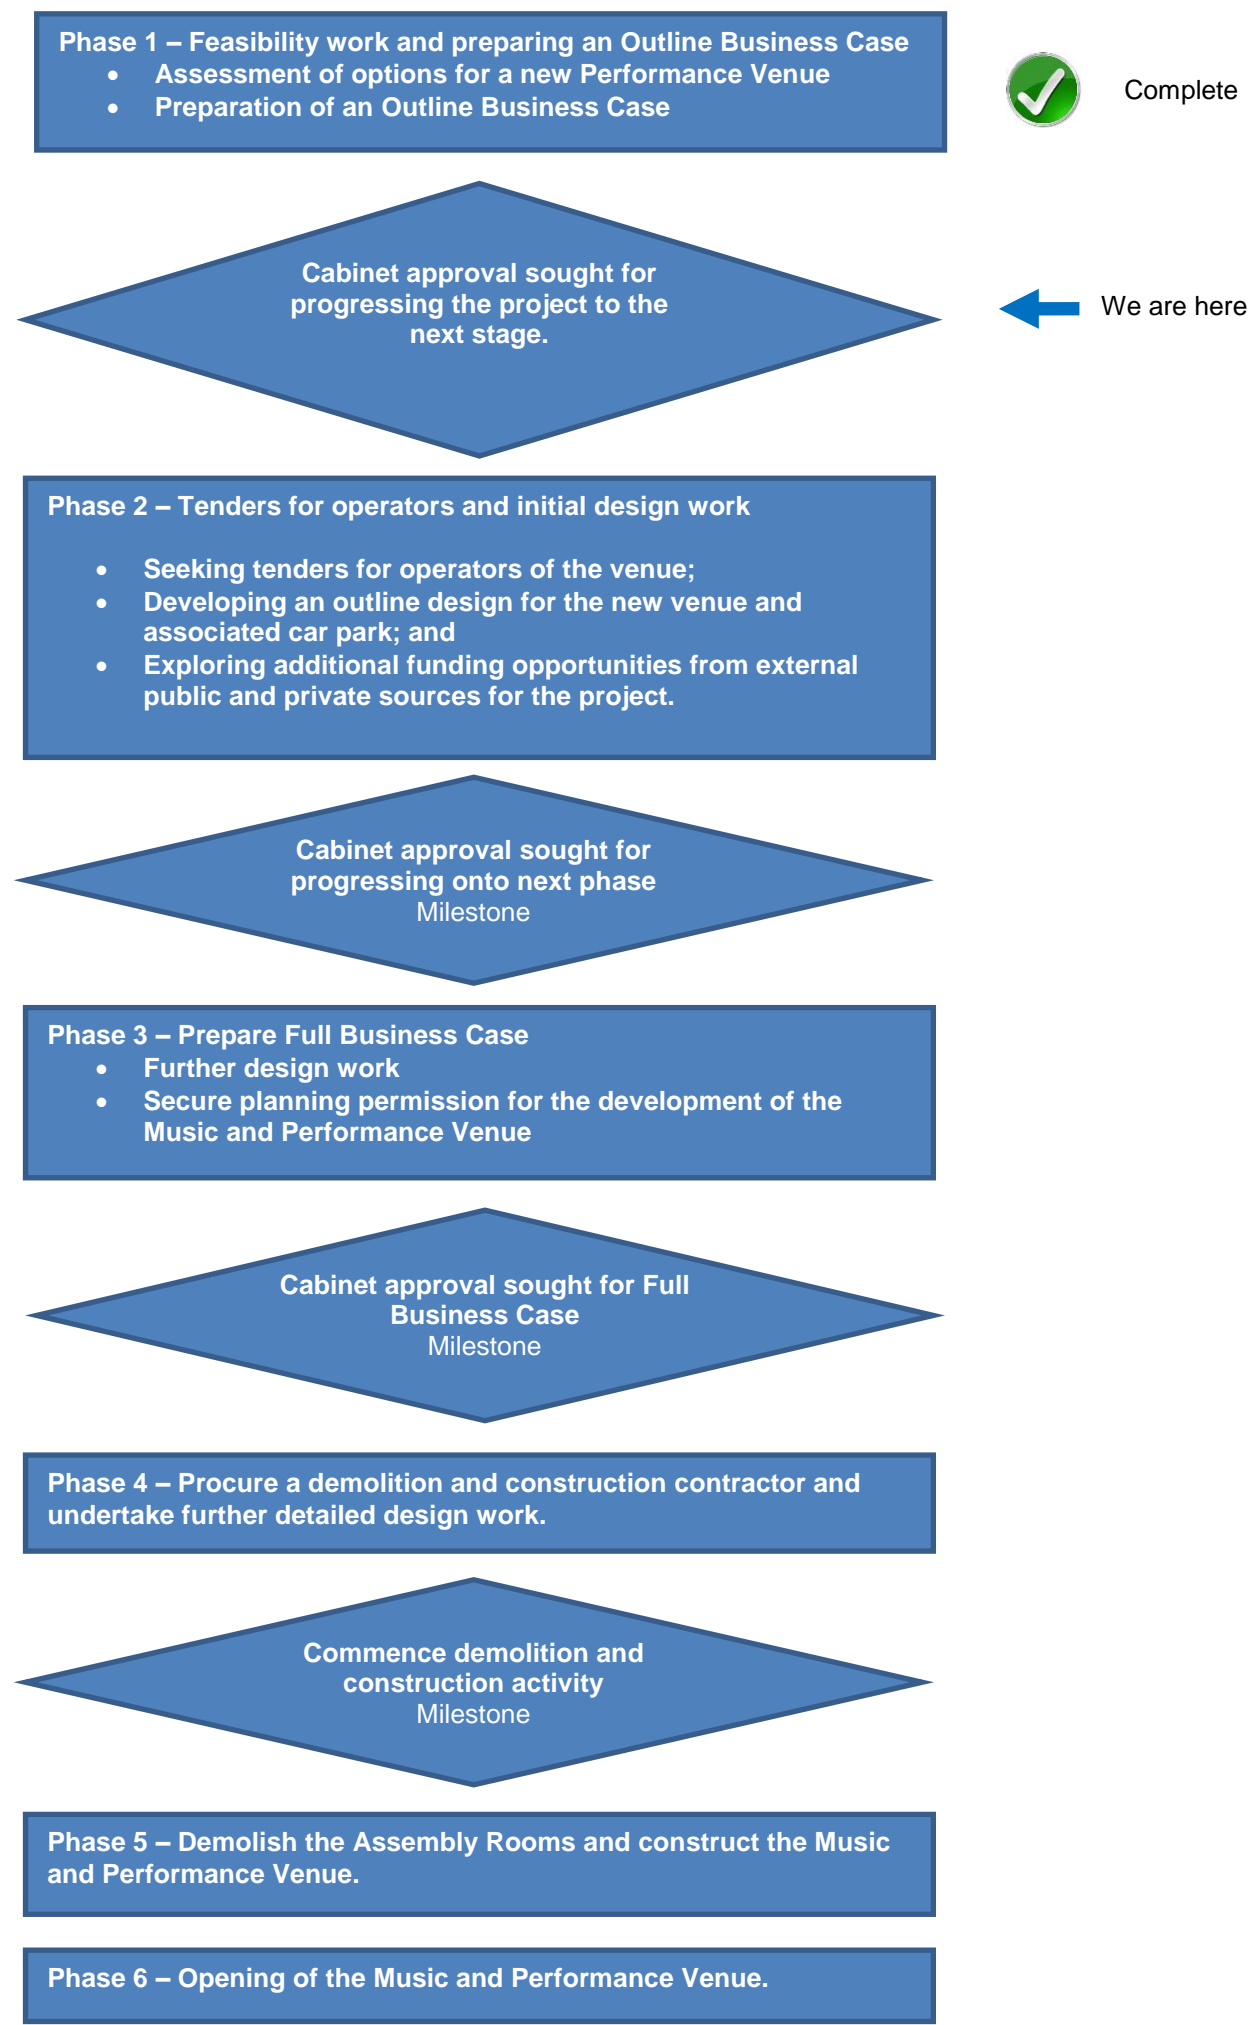 Phase 1 – Feasibility work and preparing an Outline Business Case
• Assessment of options for a new Performance Venue
• Preparation of an Outline Business Case
Complete
Cabinet approval sought for
progressing the project to the
next stage.
We are here
Phase 2 – Tenders for operators and initial design work
• Seeking tenders for operators of the venue;
• Developing an outline design for the new venue and
associated car park; and
• Exploring additional funding opportunities from external
public and private sources for the project.
Cabinet approval sought for
progressing onto next phase
Milestone
Phase 3 – Prepare Full Business Case
• Further design work
• Secure planning permission for the development of the
Music and Performance Venue
Cabinet approval sought for Full
Business Case
Milestone
Phase 4 – Procure a demolition and construction contractor and
undertake further detailed design work.
Commence demolition and
construction activity
Milestone
Phase 5 – Demolish the Assembly Rooms and construct the Music
and Performance Venue.
Phase 6 – Opening of the Music and Performance Venue.